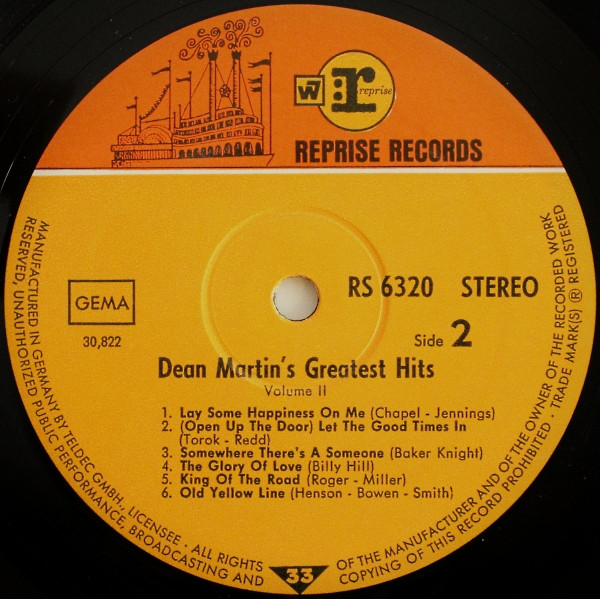 W7
:r
reprise
REPRISE RECORDS
RS 6320 STEREO
GEMA
30,822
Side 2
Dean Martin's Greatest Hits
Volume II
1. Lay Some Happiness On Me (Chapel - Jennings)
2. (Open Up The Door) Let The Good Times In
(Torok - Redd)
3. Somewhere There's A Someone (Baker Knight)
4. The Glory Of Love (Billy Hill)
5. King Of The Road (Roger - Miller)
6. Old Yellow Line (Henson - Bowen - Smith)
MANUFACTURED IN GERMANY BY TELDEC GMBH., LICENSEE · ALL RIGHTS
RESERVED, UNAUTHORIZED PUBLIC PERFORMANCE, BROADCASTING AND
33
COPYING OF THIS RECORD PROHIBITED · TRADE MARK(S) ® REGISTERED
OF THE MANUFACTURER AND OF THE OWNER OF THE RECORDED WORK